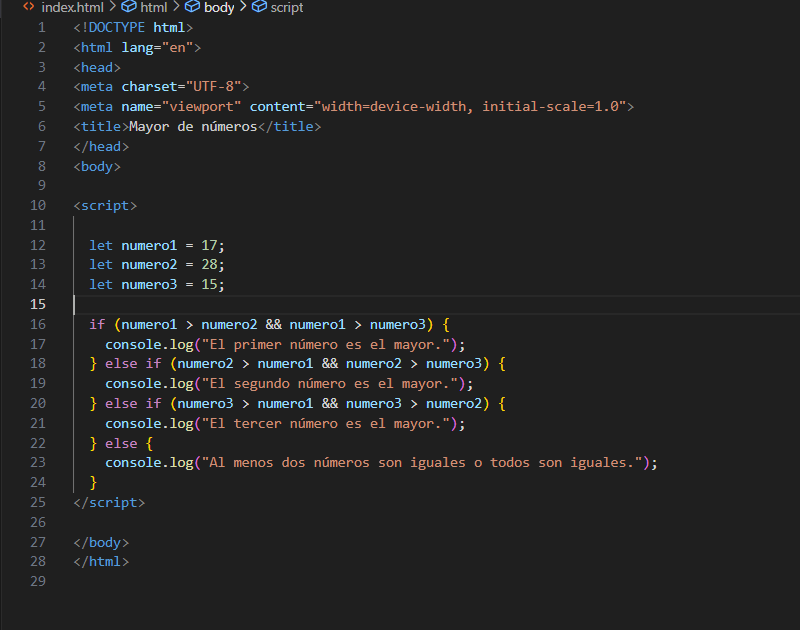 index.html > html > body > script
1 <!DOCTYPE html>
2 <html lang="en">
3 <head>
4 <meta charset="UTF-8">
5 <meta name="viewport" content="width=device-width, initial-scale=1.0">
6 <title>Mayor de números</title>
7 </head>
8 <body>
9
10 <script>
11
12 let numero1 = 17;
13 let numero2 = 28;
14 let numero3 = 15;
15
16 if (numero1 > numero2 && numero1 > numero3) {
17 console.log("El primer número es el mayor.");
18 } else if (numero2 > numero1 && numero2 > numero3) {
19 console.log("El segundo número es el mayor.");
20 } else if (numero3 > numero1 && numero3 > numero2) {
21 console.log("El tercer número es el mayor.");
22 } else {
23 console.log("Al menos dos números son iguales o todos son iguales.");
24 }
25 </script>
26
27 </body>
28 </html>
29